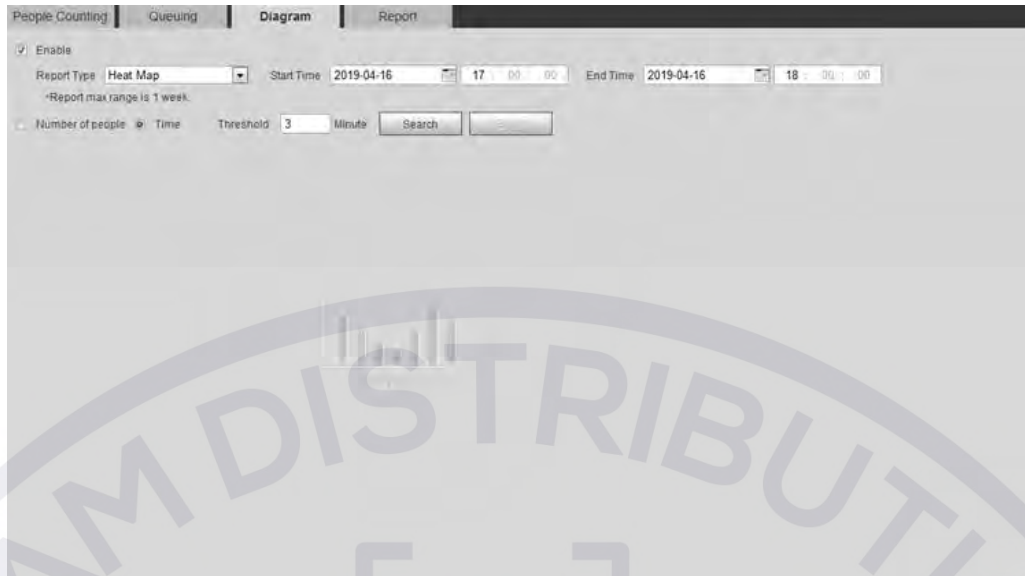 People Counting Queuing Diagram Report
Enable
Report Type Heat Map Start Time 2019-04-16 17 : 00 : 00 End Time 2019-04-16 18 : 00 : 00
*Report max range is 1 week.
Number of people Time Threshold 3 Minute Search
AM DISTRIBUTI